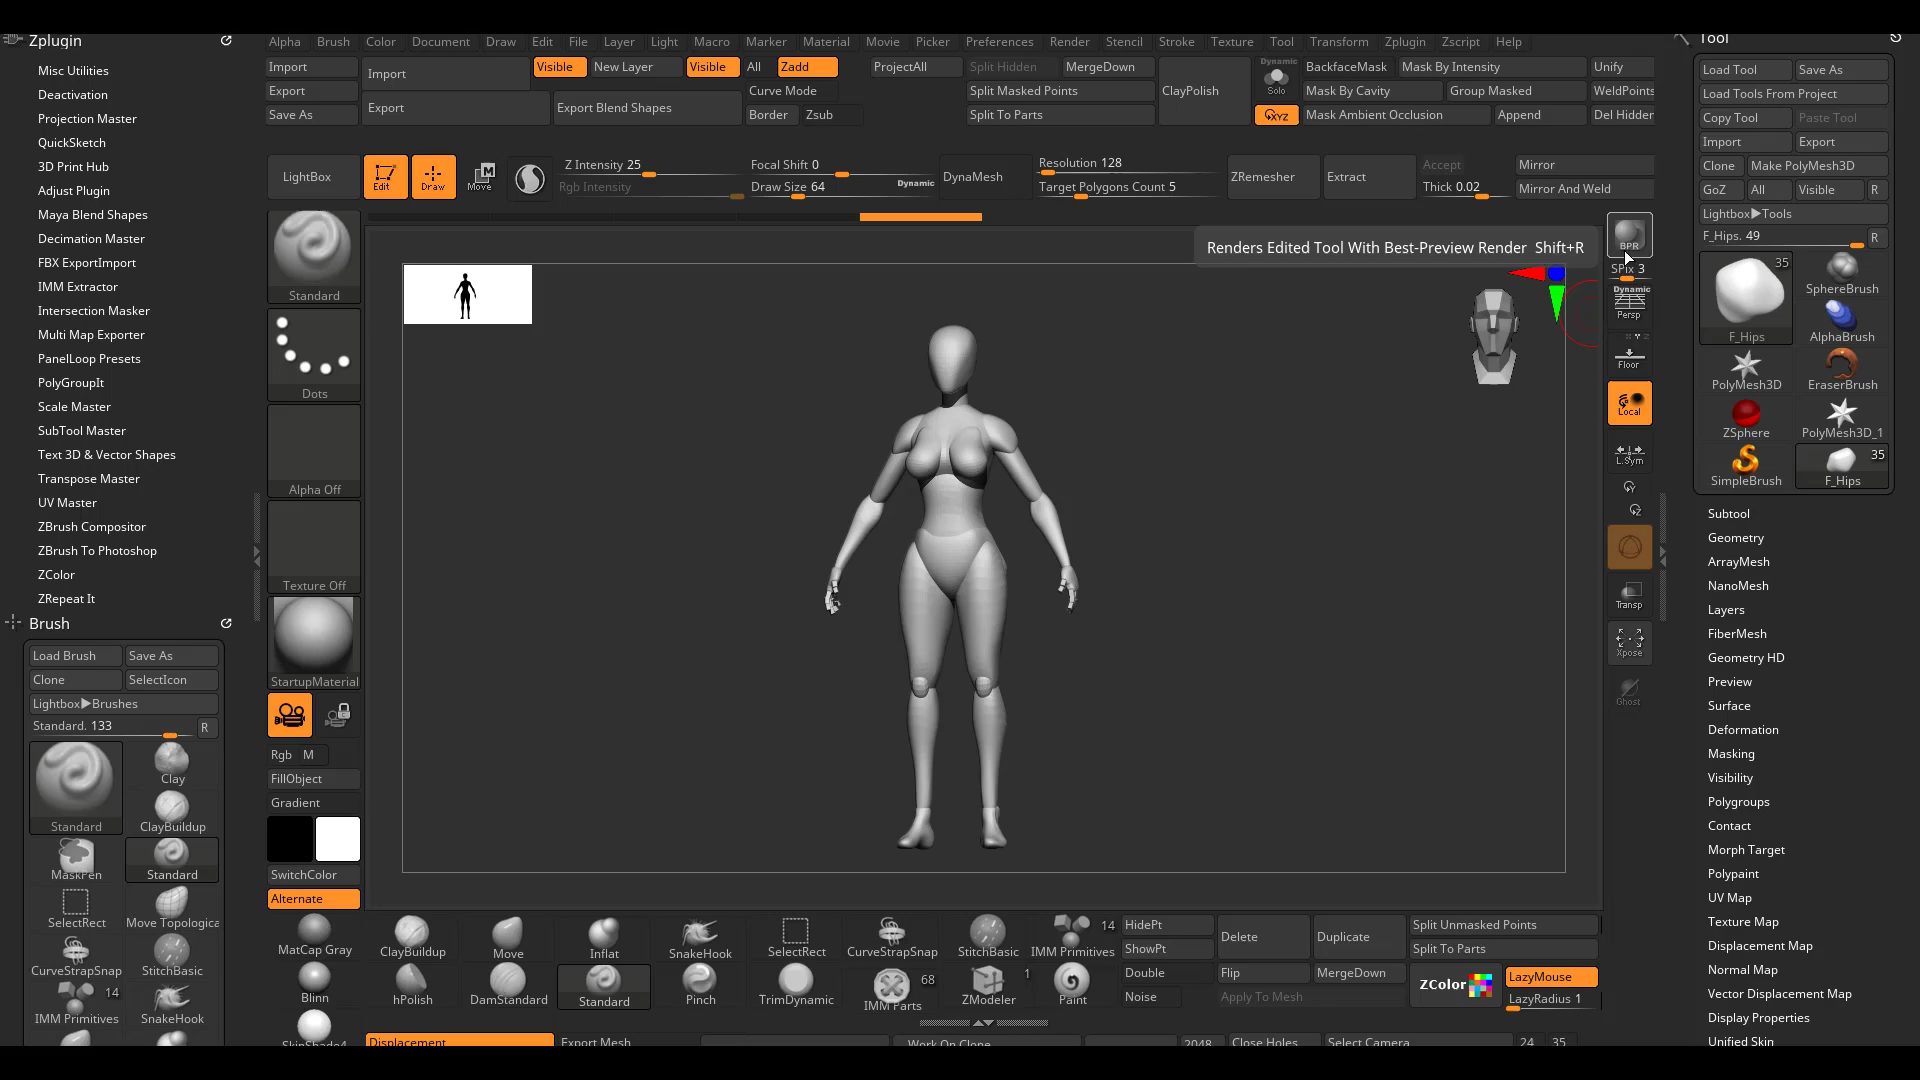 Zplugin
Misc Utilities
Deactivation
Projection Master
QuickSketch
3D Print Hub
Adjust Plugin
Maya Blend Shapes
Decimation Master
FBX ExportImport
IMM Extractor
Intersection Masker
Multi Map Exporter
PanelLoop Presets
PolyGroupIt
Scale Master
SubTool Master
Text 3D & Vector Shapes
Transpose Master
UV Master
ZBrush Compositor
ZBrush To Photoshop
ZColor
ZRepeat It
Brush
Load Brush Save As
Clone SelectIcon
Lightbox▶Brushes
Standard. 133 R
Standard Clay
ClayBuildup
MaskPen Standard
SelectRect Move Topologica
CurveStrapSnap StitchBasic
14
IMM Primitives SnakeHook
Alpha Brush Color Document Draw Edit File Layer Light Macro Marker Material Movie Picker Preferences Render Stencil Stroke Texture Tool Transform Zplugin Zscript Help
Import Import Visible New Layer Visible All Zadd ProjectAll Split Hidden MergeDown ClayPolish Dynamic Solo BackfaceMask Mask By Intensity Unify
Export Export Export Blend Shapes Curve Mode Split Masked Points Mask By Cavity Group Masked WeldPoints
Save As Border Zsub Split To Parts XYZ Mask Ambient Occlusion Append Del Hidden
LightBox Edit Draw Move M Z Intensity 25 Focal Shift 0 DynaMesh Resolution 128 ZRemesher Extract Accept Mirror
Rgb Intensity Draw Size 64 Dynamic Target Polygons Count 5 Thick 0.02 Mirror And Weld
Standard
Dots
Alpha Off
Texture Off
StartupMaterial
Rgb M
FillObject
Gradient
SwitchColor
Alternate
MatCap Gray
Blinn
SkinShade4
Renders Edited Tool With Best-Preview Render Shift+R
BPR
SPix 3
Dynamic
Persp
Floor
Local
L.Sym
Transp
Xpose
Ghost
ClayBuildup Move Inflat SnakeHook SelectRect CurveStrapSnap StitchBasic IMM Primitives 14
hPolish DamStandard Standard Pinch TrimDynamic IMM Parts 68 ZModeler 1 Paint
HidePt Delete Duplicate Split Unmasked Points
ShowPt Split To Parts
Double Flip MergeDown ZColor LazyMouse
Noise Apply To Mesh LazyRadius 1
Displacement Export Mesh Work On Clone 2048 Close Holes Select Camera 24 35
Tool
Load Tool Save As
Load Tools From Project
Copy Tool Paste Tool
Import Export
Clone Make PolyMesh3D
GoZ All Visible R
Lightbox▶Tools
F_Hips. 49 R
35
F_Hips SphereBrush
AlphaBrush
PolyMesh3D EraserBrush
ZSphere PolyMesh3D_1
35
SimpleBrush F_Hips
Subtool
Geometry
ArrayMesh
NanoMesh
Layers
FiberMesh
Geometry HD
Preview
Surface
Deformation
Masking
Visibility
Polygroups
Contact
Morph Target
Polypaint
UV Map
Texture Map
Displacement Map
Normal Map
Vector Displacement Map
Display Properties
Unified Skin